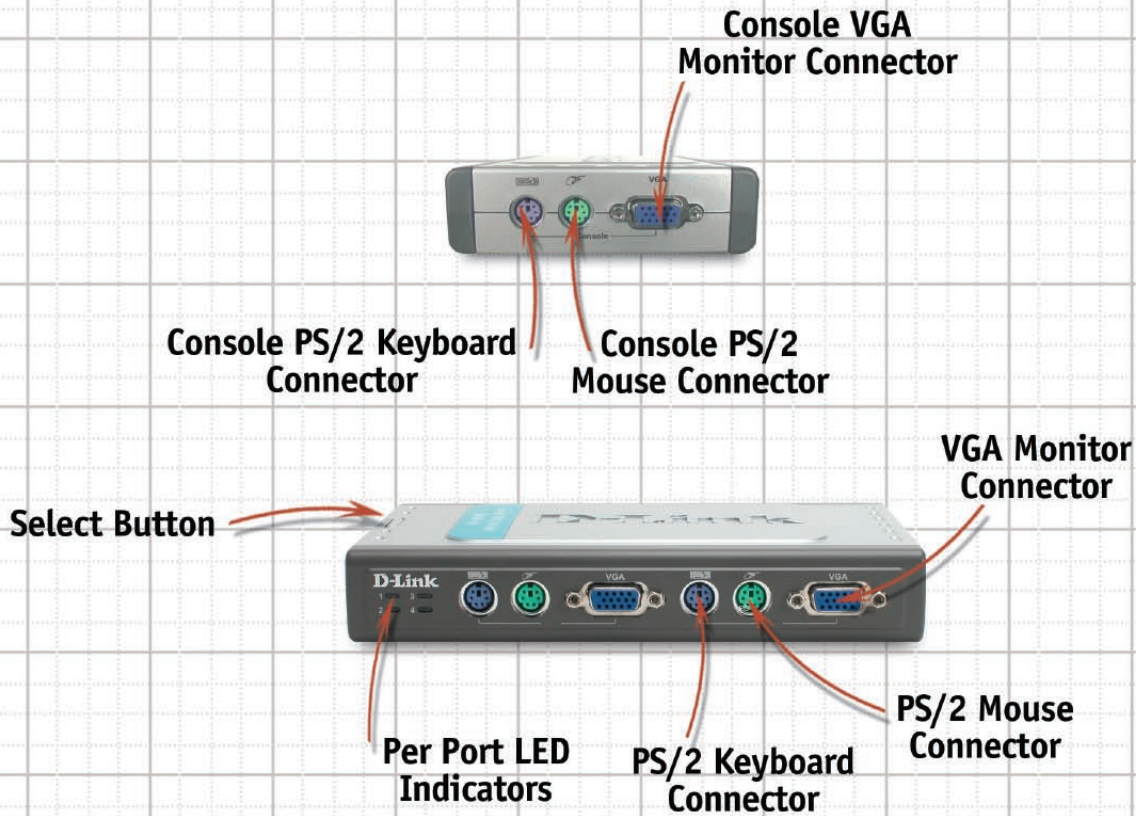 Console VGA
Monitor Connector
VGA
Console
Console PS/2 Keyboard
Connector
Console PS/2
Mouse Connector
VGA Monitor
Connector
Select Button
D-Link
D-Link
VGA
VGA
1 3
2 4
PS/2 Mouse
Connector
Per Port LED
Indicators
PS/2 Keyboard
Connector